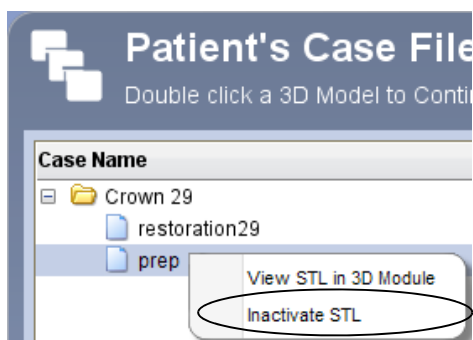 Patient's Case File
Double click a 3D Model to Conti
Case Name
Crown 29
restoration29
prep
View STL in 3D Module
Inactivate STL